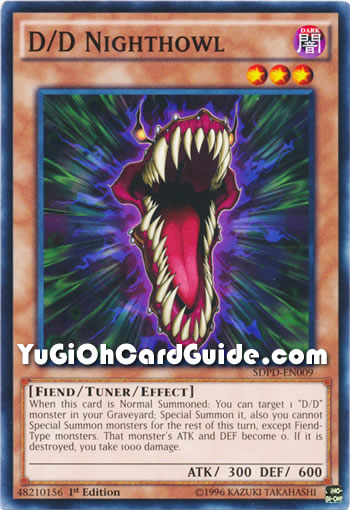 D/D Nighthowl
DARK
闇
YuGiOhCardGuide.com
SDPD-EN009
[Fiend/Tuner/Effect]
When this card is Normal Summoned: You can target 1 "D/D"
monster in your Graveyard; Special Summon it, also you cannot
Special Summon monsters for the rest of this turn, except Fiend-
Type monsters. That monster's ATK and DEF become 0. If it is
destroyed, you take 1000 damage.
ATK/ 300 DEF/ 600
48210156 1st Edition ©1996 KAZUKI TAKAHASHI